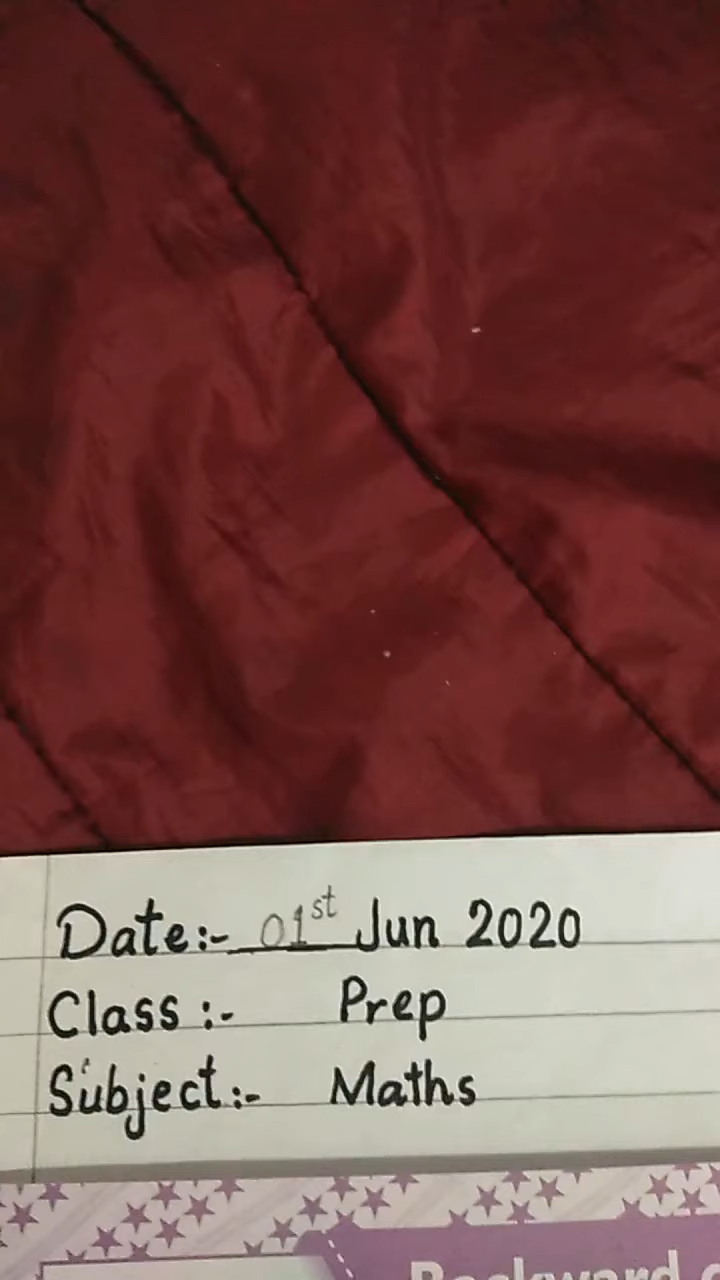 Date:- 01st Jun 2020
Class :- Prep
Subject:- Maths